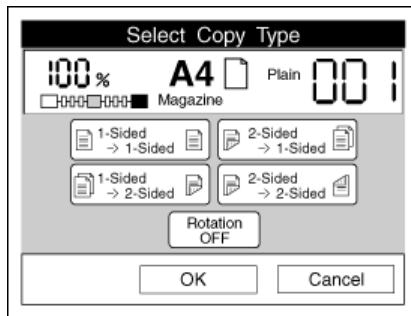 Select Copy Type
100 % A4 Plain 001
Magazine
1-Sided
-> 1-Sided
2-Sided
-> 1-Sided
1-Sided
-> 2-Sided
2-Sided
-> 2-Sided
Rotation
OFF
OK Cancel